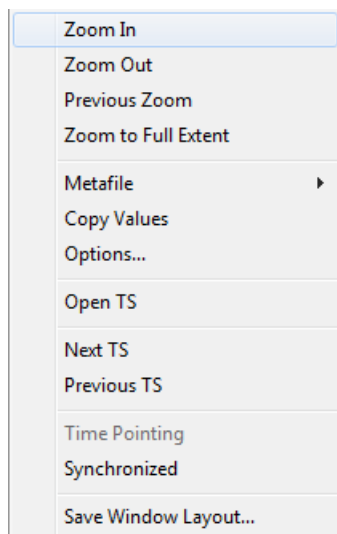 Zoom In
Zoom Out
Previous Zoom
Zoom to Full Extent
Metafile
Copy Values
Options...
Open TS
Next TS
Previous TS
Time Pointing
Synchronized
Save Window Layout...